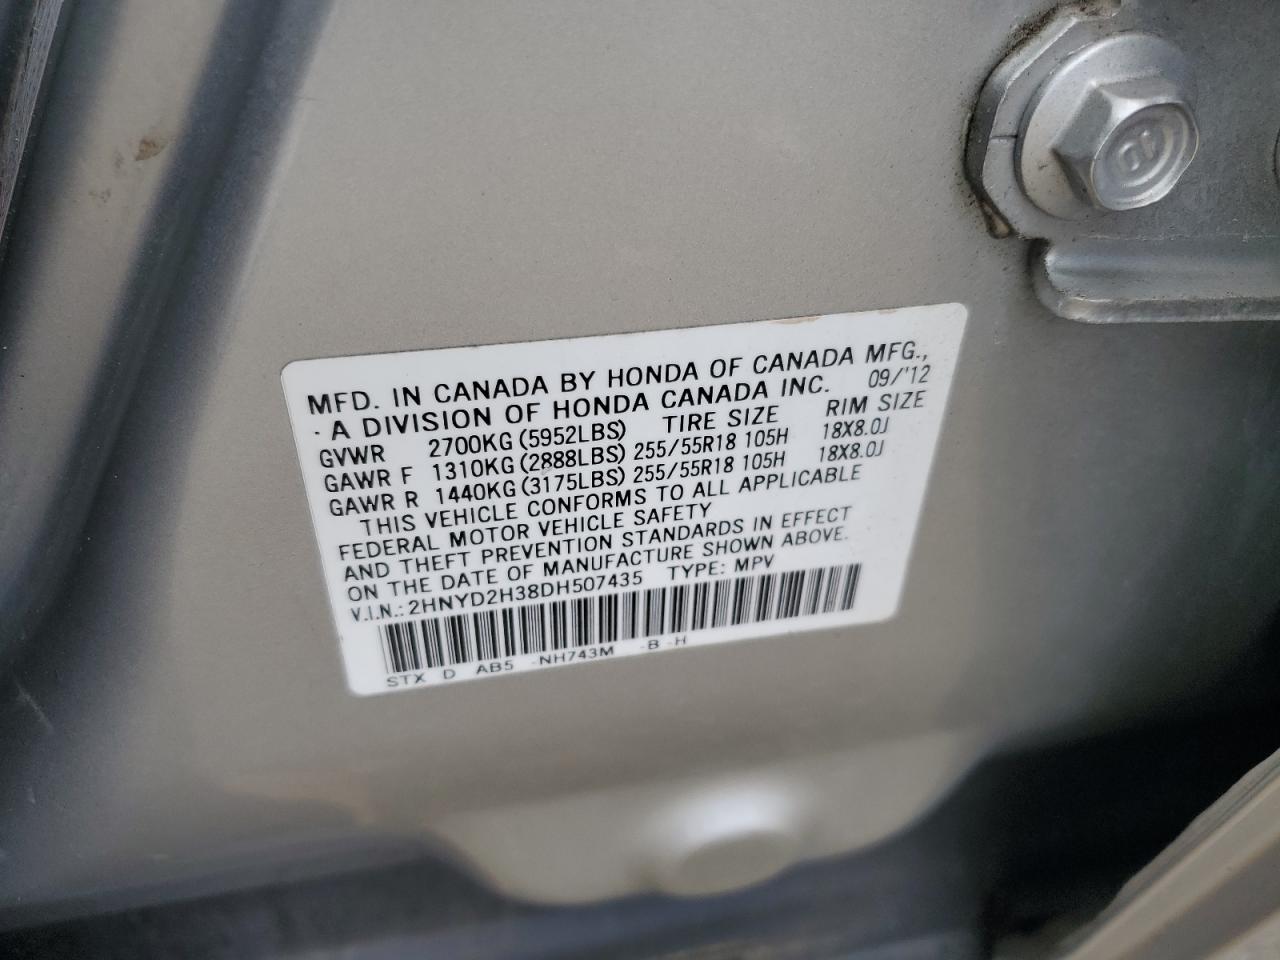 MFD. IN CANADA BY HONDA OF CANADA MFG.,
· A DIVISION OF HONDA CANADA INC. 09/'12
GVWR 2700KG (5952LBS) TIRE SIZE RIM SIZE
GAWR F 1310KG (2888LBS) 255/55R18 105H 18X8.0J
GAWR R 1440KG (3175LBS) 255/55R18 105H 18X8.0J
THIS VEHICLE CONFORMS TO ALL APPLICABLE
FEDERAL MOTOR VEHICLE SAFETY
AND THEFT PREVENTION STANDARDS IN EFFECT
ON THE DATE OF MANUFACTURE SHOWN ABOVE.
V.I.N.: 2HNYD2H38DH507435 TYPE: MPV
STX D AB5 -NH743M -B -H